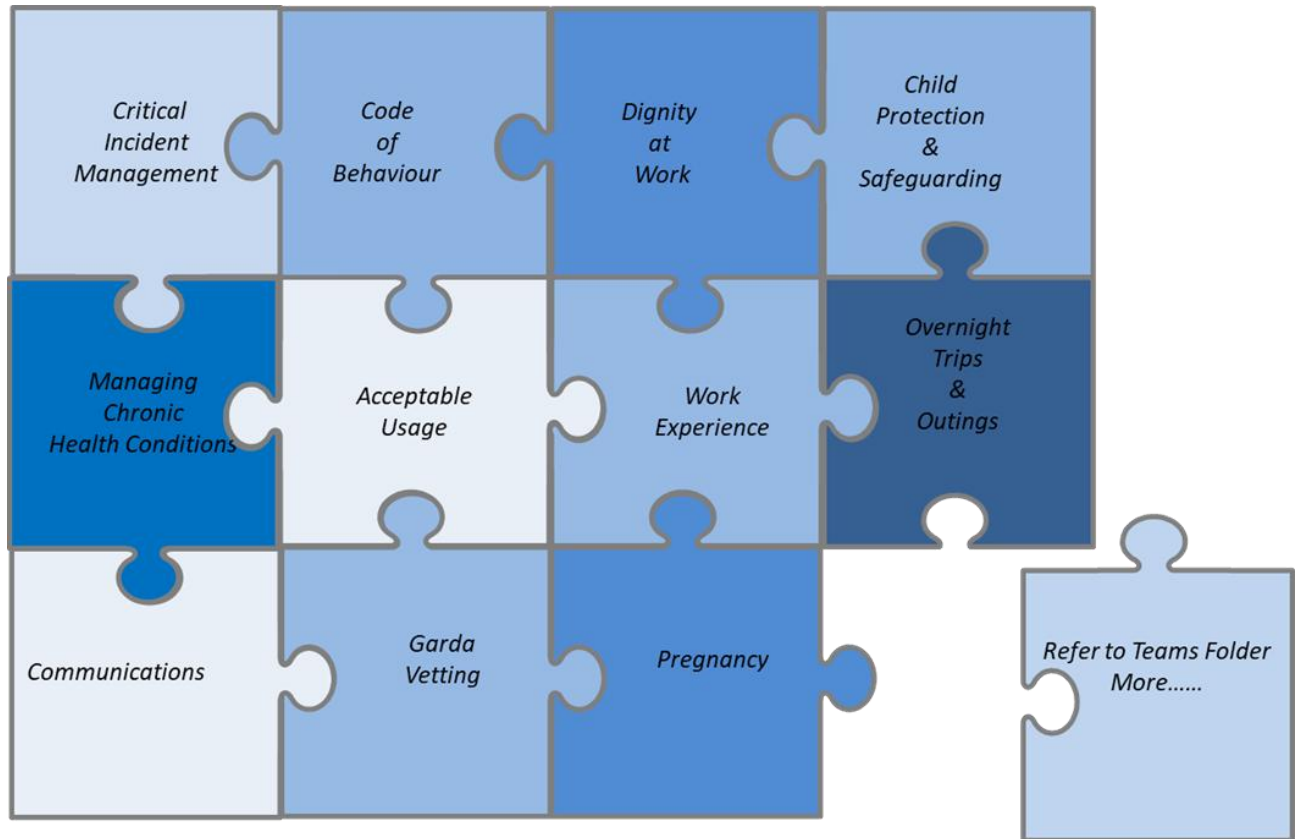 Critical
Incident
Management
Code
of
Behaviour
Dignity
at
Work
Child
Protection
&
Safeguarding
Managing
Chronic
Health Conditions
Acceptable
Usage
Work
Experience
Overnight
Trips
&
Outings
Communications
Garda
Vetting
Pregnancy
Refer to Teams Folder
More......